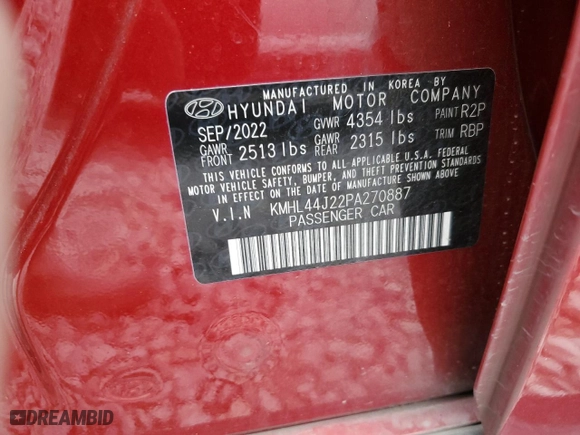 MANUFACTURED IN KOREA BY
HYUNDAI MOTOR COMPANY
SEP/2022 GVWR 4354 lbs PAINT R2P
GAWR FRONT 2513 lbs GAWR REAR 2315 lbs TRIM RBP
THIS VEHICLE CONFORMS TO ALL APPLICABLE U.S.A. FEDERAL
MOTOR VEHICLE SAFETY, BUMPER, AND THEFT PREVENTION STANDARDS
IN EFFECT ON THE DATE OF MANUFACTURE SHOWN ABOVE.
V.I.N KMHL44J22PA270887
PASSENGER CAR
DREAMBID